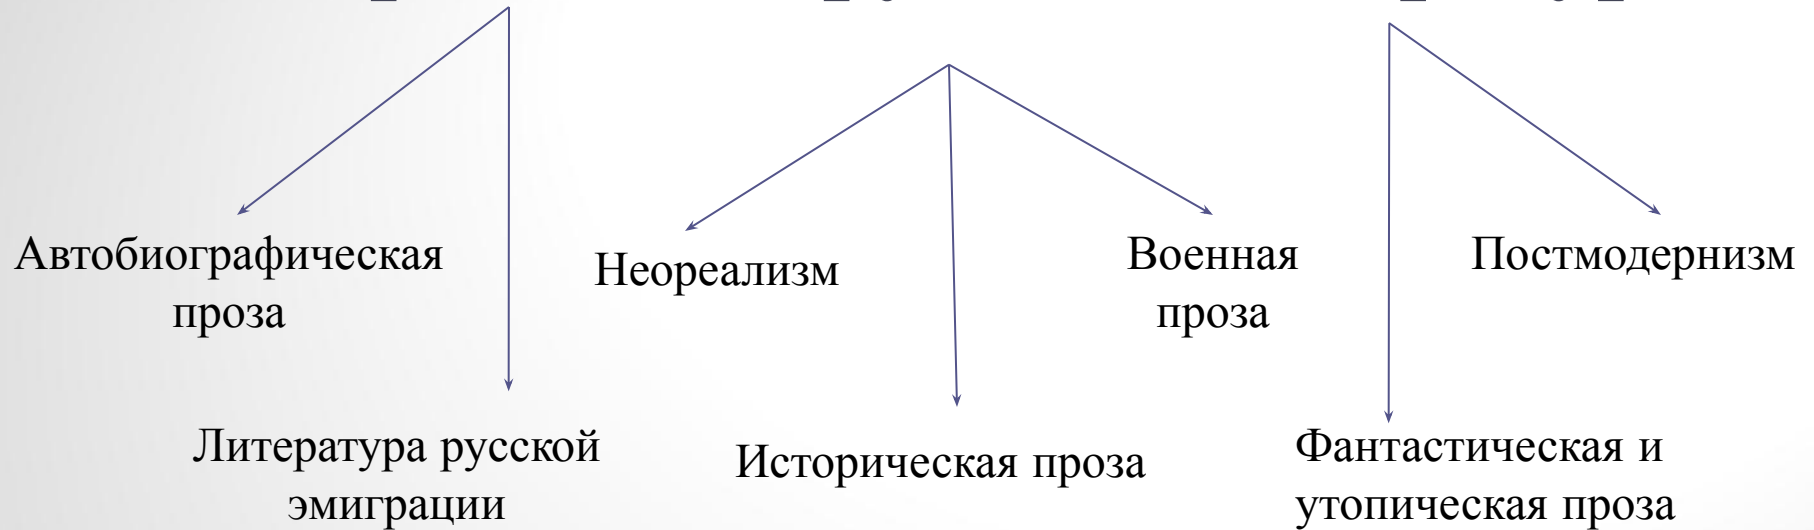 Автобиографическая
проза
Неореализм
Военная
проза
Постмодернизм
Литература русской
эмиграции
Историческая проза
Фантастическая и
утопическая проза